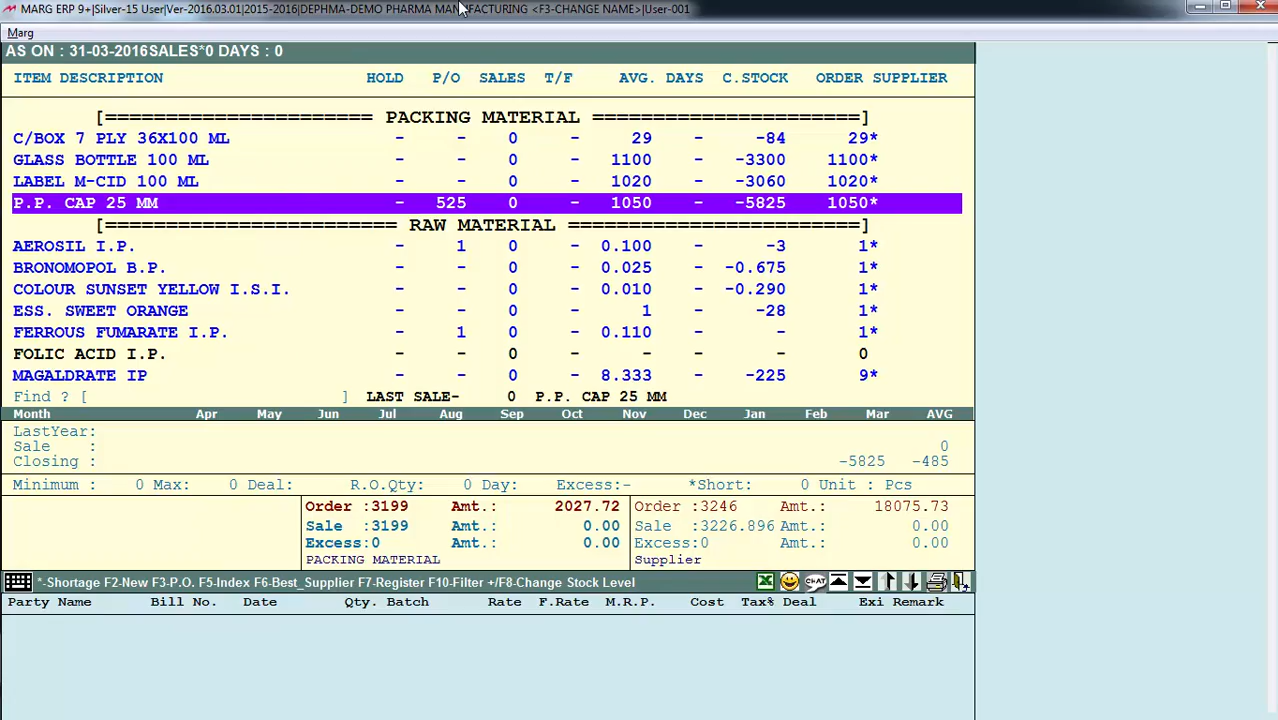 MARG ERP 9+|Silver-15 User|Ver-2016.03.01|2015-2016|DEPHMA-DEMO PHARMA MANUFACTURING <F3-CHANGE NAME>|User-001
Marg
AS ON : 31-03-2016SALES*0 DAYS : 0
ITEM DESCRIPTION HOLD P/O SALES T/F AVG. DAYS C.STOCK ORDER SUPPLIER
[===================== PACKING MATERIAL =====================]
C/BOX 7 PLY 36X100 ML - - 0 - 29 - -84 29*
GLASS BOTTLE 100 ML - - 0 - 1100 - -3300 1100*
LABEL M-CID 100 ML - - 0 - 1020 - -3060 1020*
P.P. CAP 25 MM - 525 0 - 1050 - -5825 1050*
[======================== RAW MATERIAL =======================]
AEROSIL I.P. - 1 0 - 0.100 - -3 1*
BRONOMOPOL B.P. - - 0 - 0.025 - -0.675 1*
COLOUR SUNSET YELLOW I.S.I. - - 0 - 0.010 - -0.290 1*
ESS. SWEET ORANGE - - 0 - 1 - -28 1*
FERROUS FUMARATE I.P. - 1 0 - 0.110 - - 1*
FOLIC ACID I.P. - - 0 - - - - 0
MAGALDRATE IP - - 0 - 8.333 - -225 9*
Find ? [ ] LAST SALE- 0 P.P. CAP 25 MM
Month Apr May Jun Jul Aug Sep Oct Nov Dec Jan Feb Mar AVG
LastYear:
Sale : 0
Closing : -5825 -485
Minimum : 0 Max: 0 Deal: R.O.Qty: 0 Day: Excess:- *Short: 0 Unit : Pcs
Order :3199 Amt.: 2027.72 Order :3246 Amt.: 18075.73
Sale :3199 Amt.: 0.00 Sale :3226.896 Amt.: 0.00
Excess:0 Amt.: 0.00 Excess:0 Amt.: 0.00
PACKING MATERIAL Supplier
*-Shortage F2-New F3-P.O. F5-Index F6-Best_Supplier F7-Register F10-Filter +/F8-Change Stock Level CHAT
Party Name Bill No. Date Qty. Batch Rate F.Rate M.R.P. Cost Tax% Deal Exi Remark